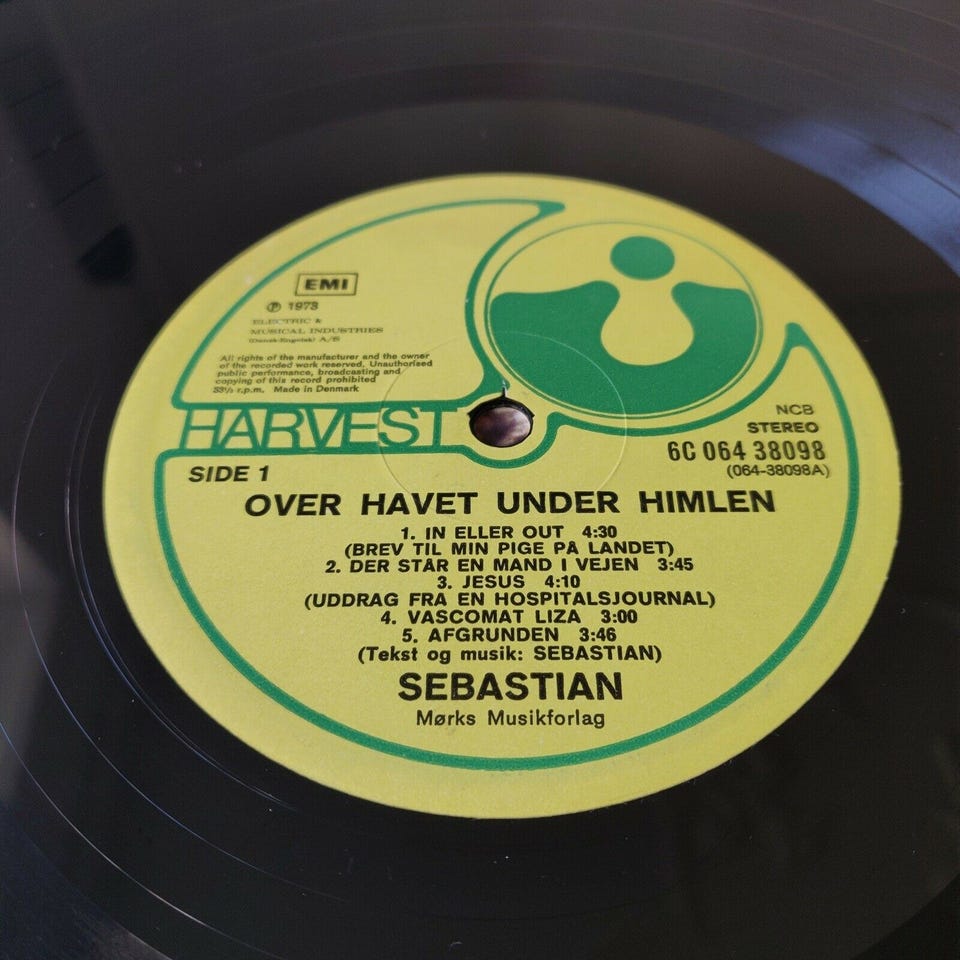 EMI
℗ 1973
ELECTRIC &
MUSICAL INDUSTRIES
(Dansk-Engelsk) A/S
All rights of the manufacturer and the owner
of the recorded work reserved. Unauthorised
public performance, broadcasting and
copying of this record prohibited
33⅓ r.p.m. Made in Denmark
HARVEST
NCB
STEREO
6C 064 38098
(064-38098A)
SIDE 1
OVER HAVET UNDER HIMLEN
1. IN ELLER OUT 4:30
(BREV TIL MIN PIGE PÅ LANDET)
2. DER STÅR EN MAND I VEJEN 3:45
3. JESUS 4:10
(UDDRAG FRA EN HOSPITALSJOURNAL)
4. VASCOMAT LIZA 3:00
5. AFGRUNDEN 3:46
(Tekst og musik: SEBASTIAN)
SEBASTIAN
Mørks Musikforlag